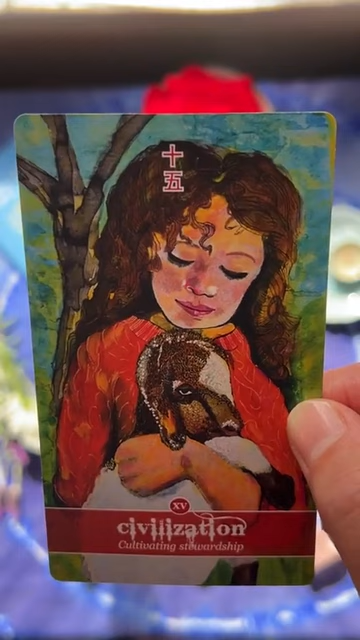 十
五
XV
civilization
Cultivating stewardship